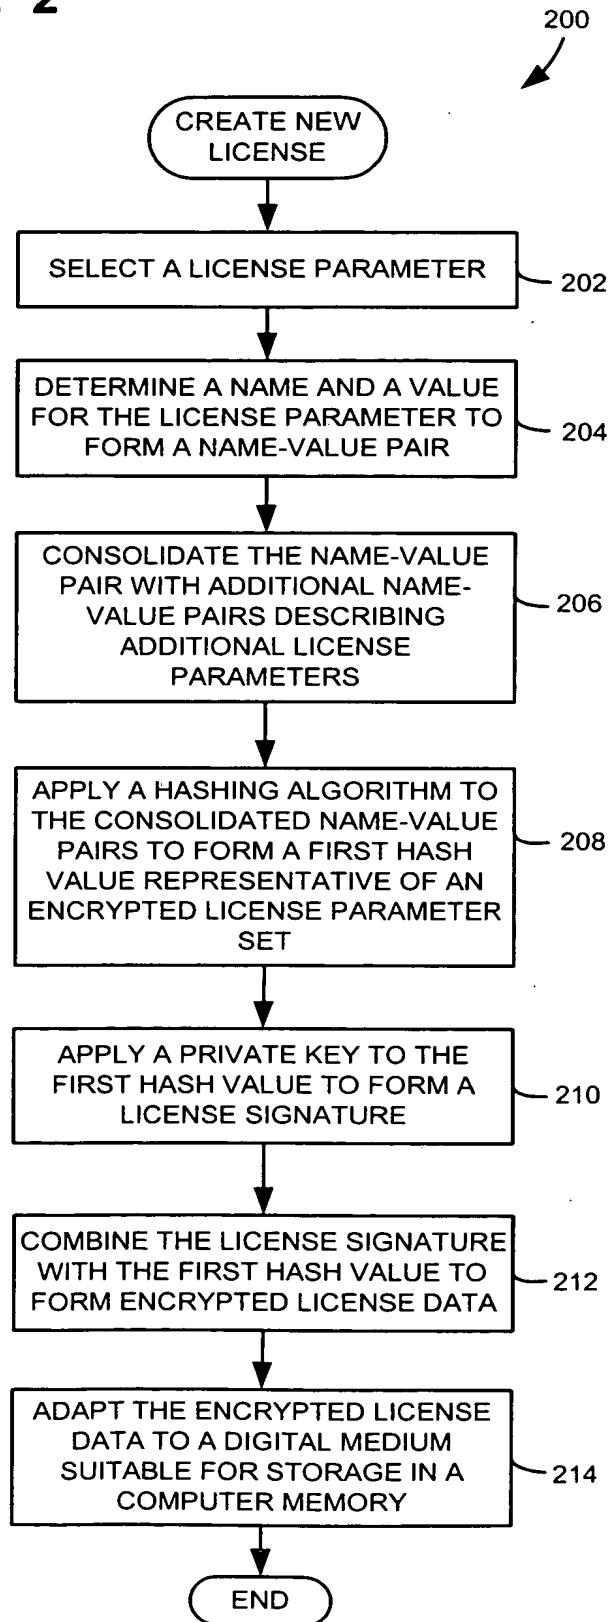 2
200
CREATE NEW
LICENSE
SELECT A LICENSE PARAMETER
202
DETERMINE A NAME AND A VALUE
FOR THE LICENSE PARAMETER TO
FORM A NAME-VALUE PAIR
204
CONSOLIDATE THE NAME-VALUE
PAIR WITH ADDITIONAL NAME-
VALUE PAIRS DESCRIBING
ADDITIONAL LICENSE
PARAMETERS
206
APPLY A HASHING ALGORITHM TO
THE CONSOLIDATED NAME-VALUE
PAIRS TO FORM A FIRST HASH
VALUE REPRESENTATIVE OF AN
ENCRYPTED LICENSE PARAMETER
SET
208
APPLY A PRIVATE KEY TO THE
FIRST HASH VALUE TO FORM A
LICENSE SIGNATURE
210
COMBINE THE LICENSE SIGNATURE
WITH THE FIRST HASH VALUE TO
FORM ENCRYPTED LICENSE DATA
212
ADAPT THE ENCRYPTED LICENSE
DATA TO A DIGITAL MEDIUM
SUITABLE FOR STORAGE IN A
COMPUTER MEMORY
214
END